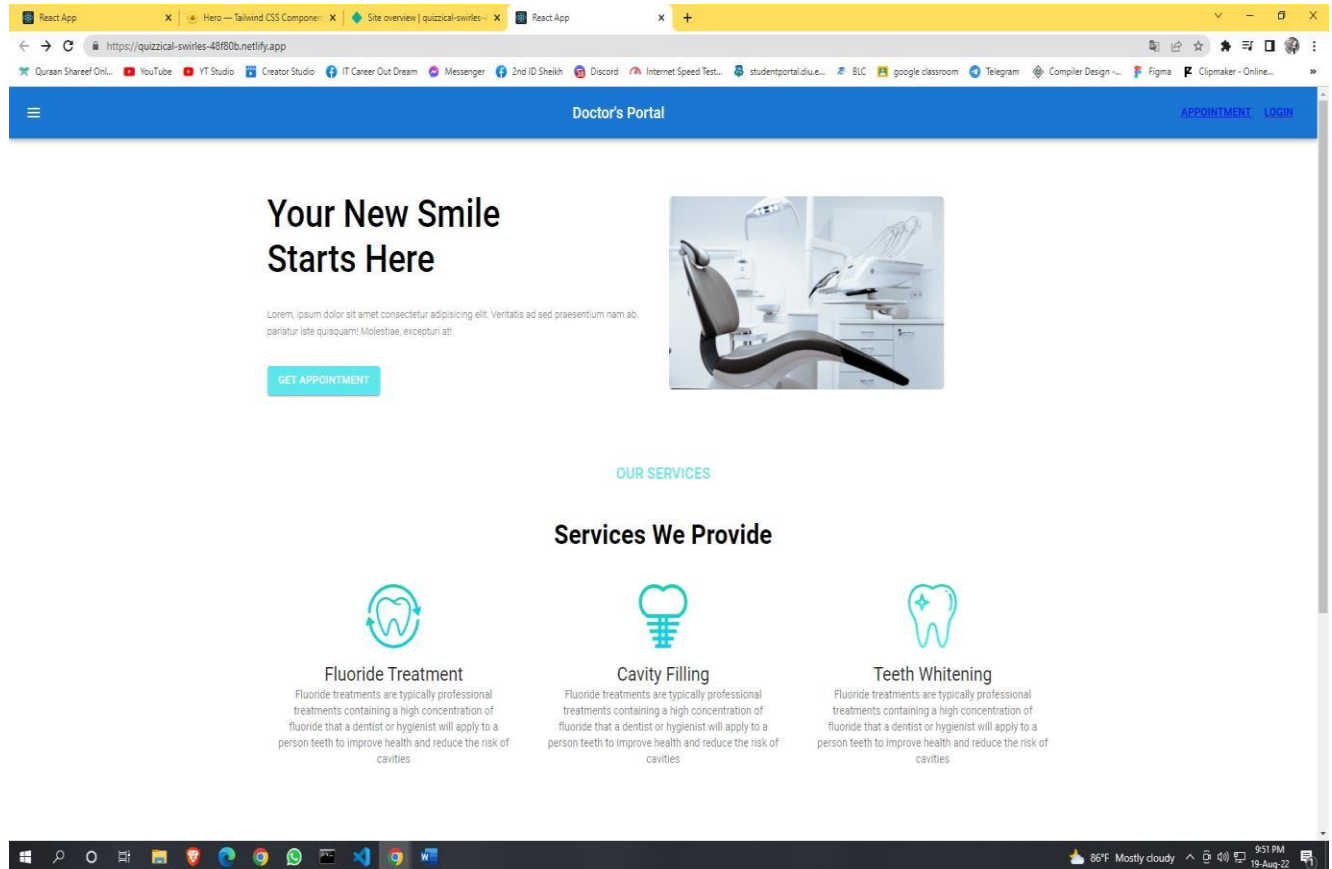 React App
Hero — Tailwind CSS Componen
Site overview | quizzical-swirles-4
React App
https://quizzical-swirles-48f80b.netlify.app
Quraan Shareef Onl...
YouTube
YT Studio
Creator Studio
IT Career Out Dream
Messenger
2nd ID Sheikh
Discord
Internet Speed Test...
studentportal.diu.e...
BLC
google classroom
Telegram
Compiler Design -...
Figma
Clipmaker - Online...
Doctor's Portal
APPOINTMENT
LOGIN
Your New Smile
Starts Here
Lorem, ipsum dolor sit amet consectetur adipisicing elit. Veritatis ad sed praesentium nam ab
pariatur iste quisquam! Molestiae, excepturi at!
GET APPOINTMENT
OUR SERVICES
Services We Provide
Fluoride Treatment
Fluoride treatments are typically professional
treatments containing a high concentration of
fluoride that a dentist or hygienist will apply to a
person teeth to improve health and reduce the risk of
cavities
Cavity Filling
Fluoride treatments are typically professional
treatments containing a high concentration of
fluoride that a dentist or hygienist will apply to a
person teeth to improve health and reduce the risk of
cavities
Teeth Whitening
Fluoride treatments are typically professional
treatments containing a high concentration of
fluoride that a dentist or hygienist will apply to a
person teeth to improve health and reduce the risk of
cavities
86°F Mostly cloudy
9:51 PM
19-Aug-22